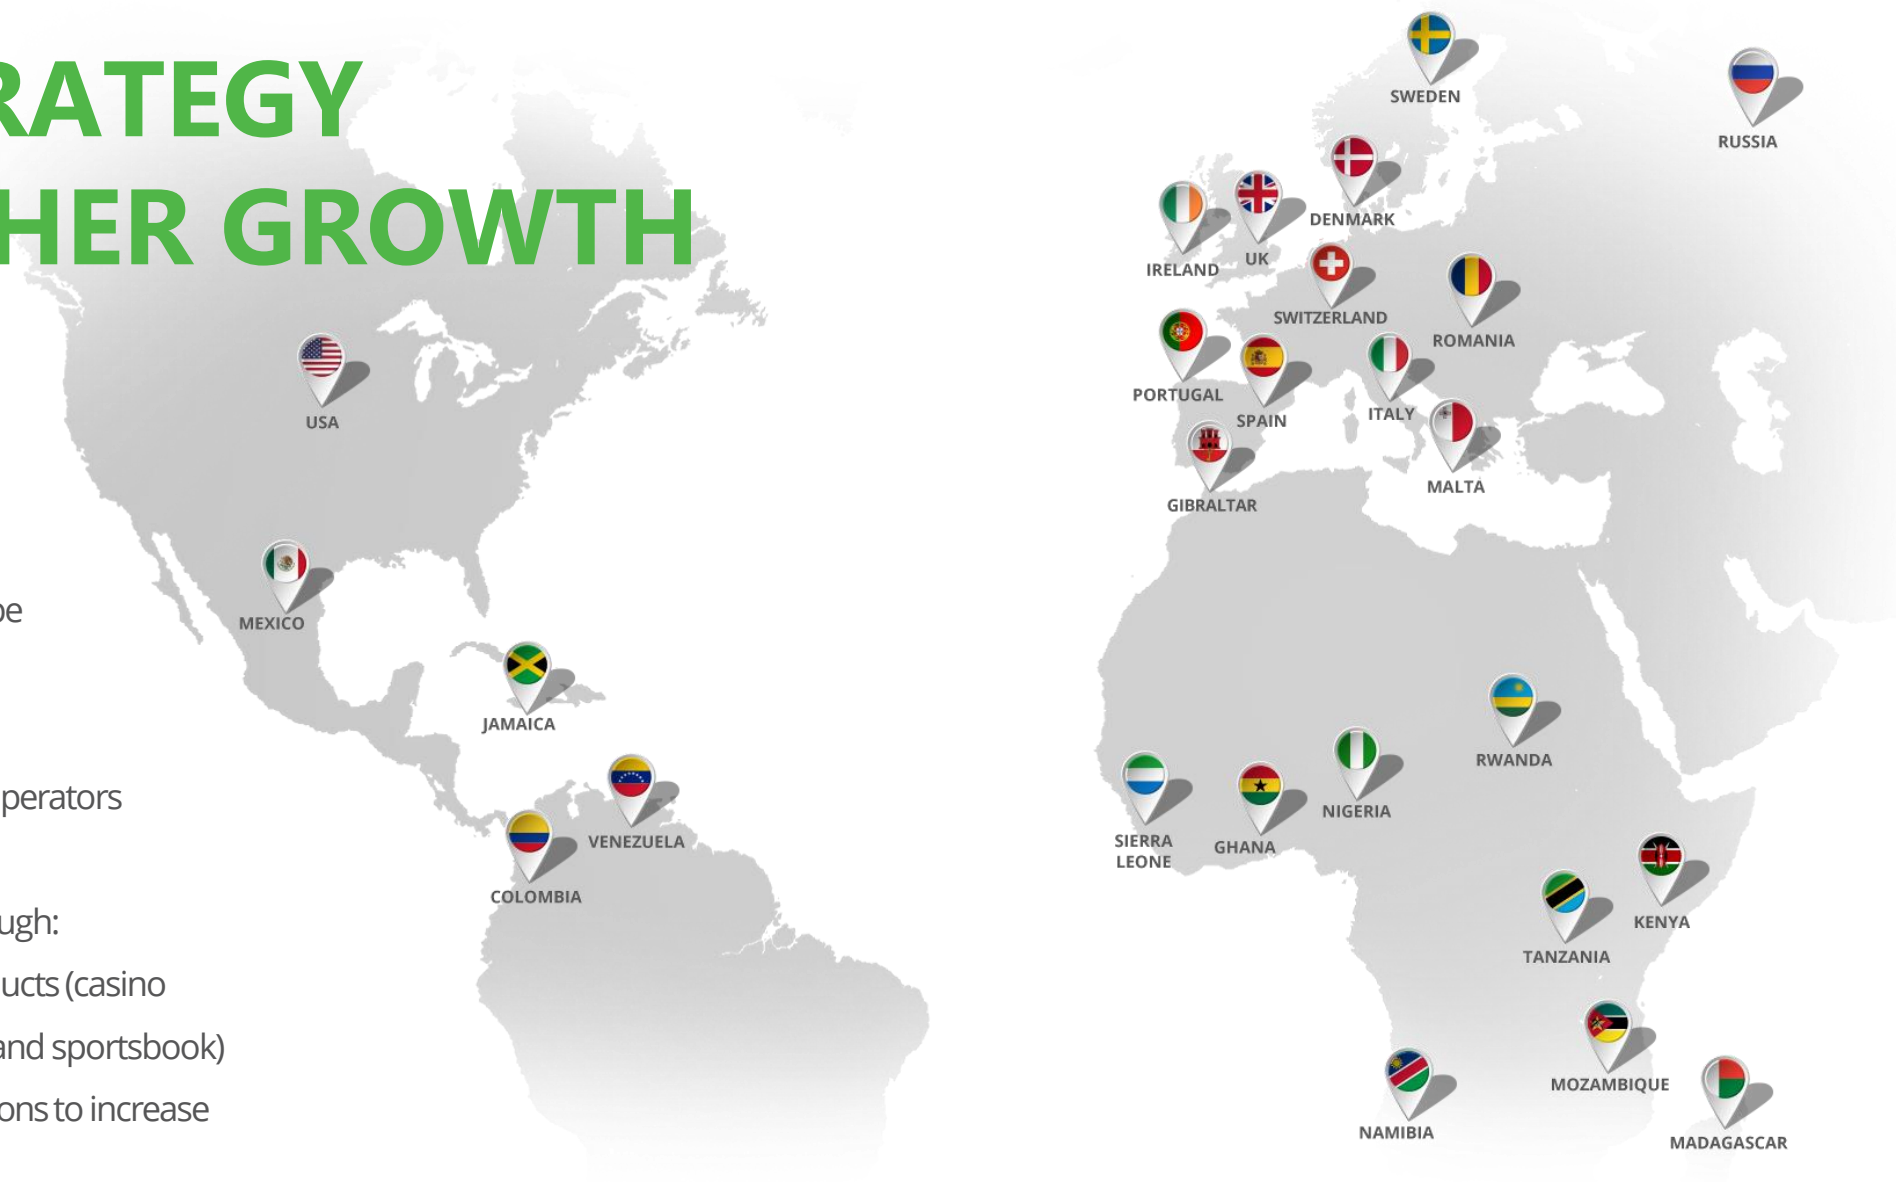 RATEGY
HER GROWTH
be
perators
ugh:
ucts (casino
and sportsbook)
ons to increase
USA
MEXICO
JAMAICA
VENEZUELA
COLOMBIA
SWEDEN
RUSSIA
DENMARK
IRELAND
UK
SWITZERLAND
ROMANIA
PORTUGAL
SPAIN
ITALY
MALTA
GIBRALTAR
RWANDA
NIGERIA
SIERRA
LEONE
GHANA
KENYA
TANZANIA
MOZAMBIQUE
NAMIBIA
MADAGASCAR